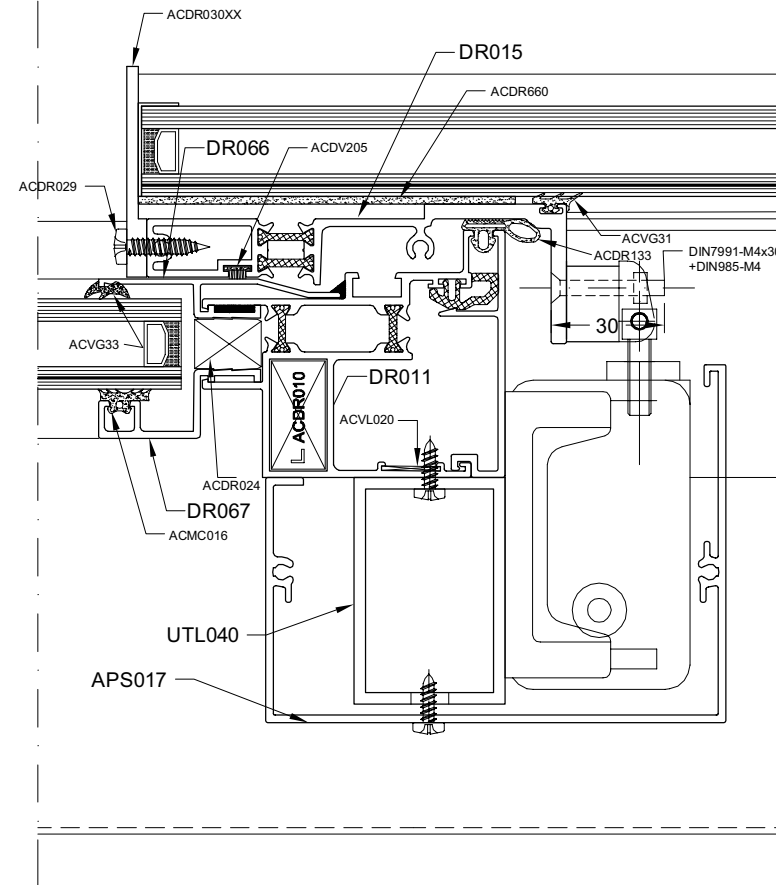 ACDR030XX
DR015
ACDR660
DR066
ACDV205
ACDR029
ACVG31
ACDR133
DIN7991-M4x30
+DIN985-M4
30
ACVG33
DR011
ACDR010
ACVL020
ACDR024
DR067
ACMC016
UTL040
APS017